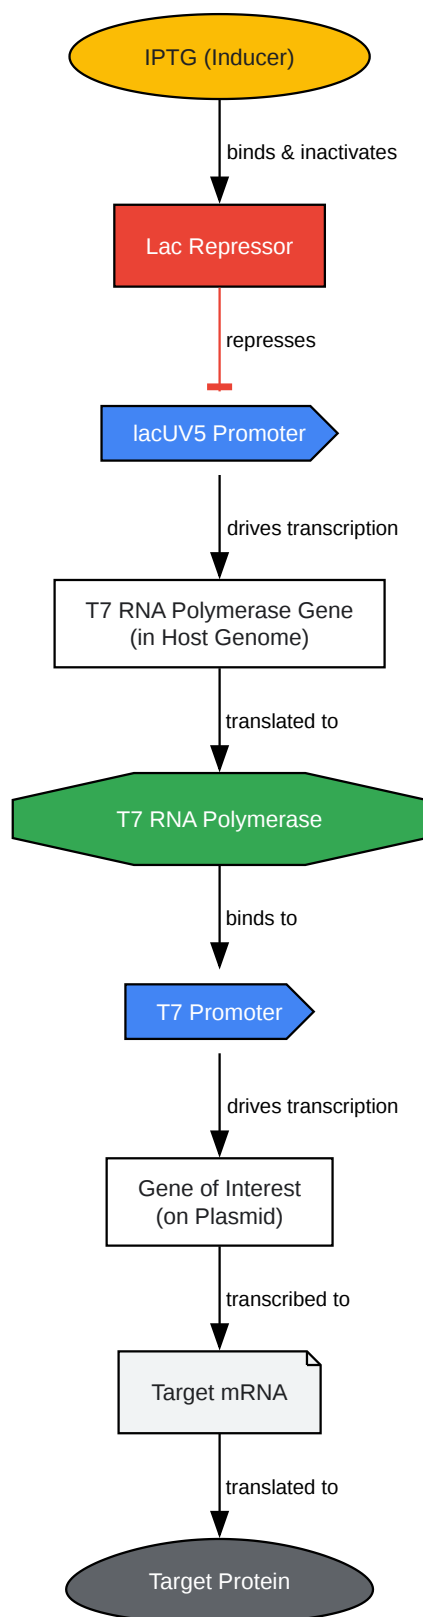 IPTG (Inducer)
binds & inactivates
Lac Repressor
represses
lacUV5 Promoter
drives transcription
T7 RNA Polymerase Gene
(in Host Genome)
translated to
T7 RNA Polymerase
binds to
T7 Promoter
drives transcription
Gene of Interest
(on Plasmid)
transcribed to
Target mRNA
translated to
Target Protein